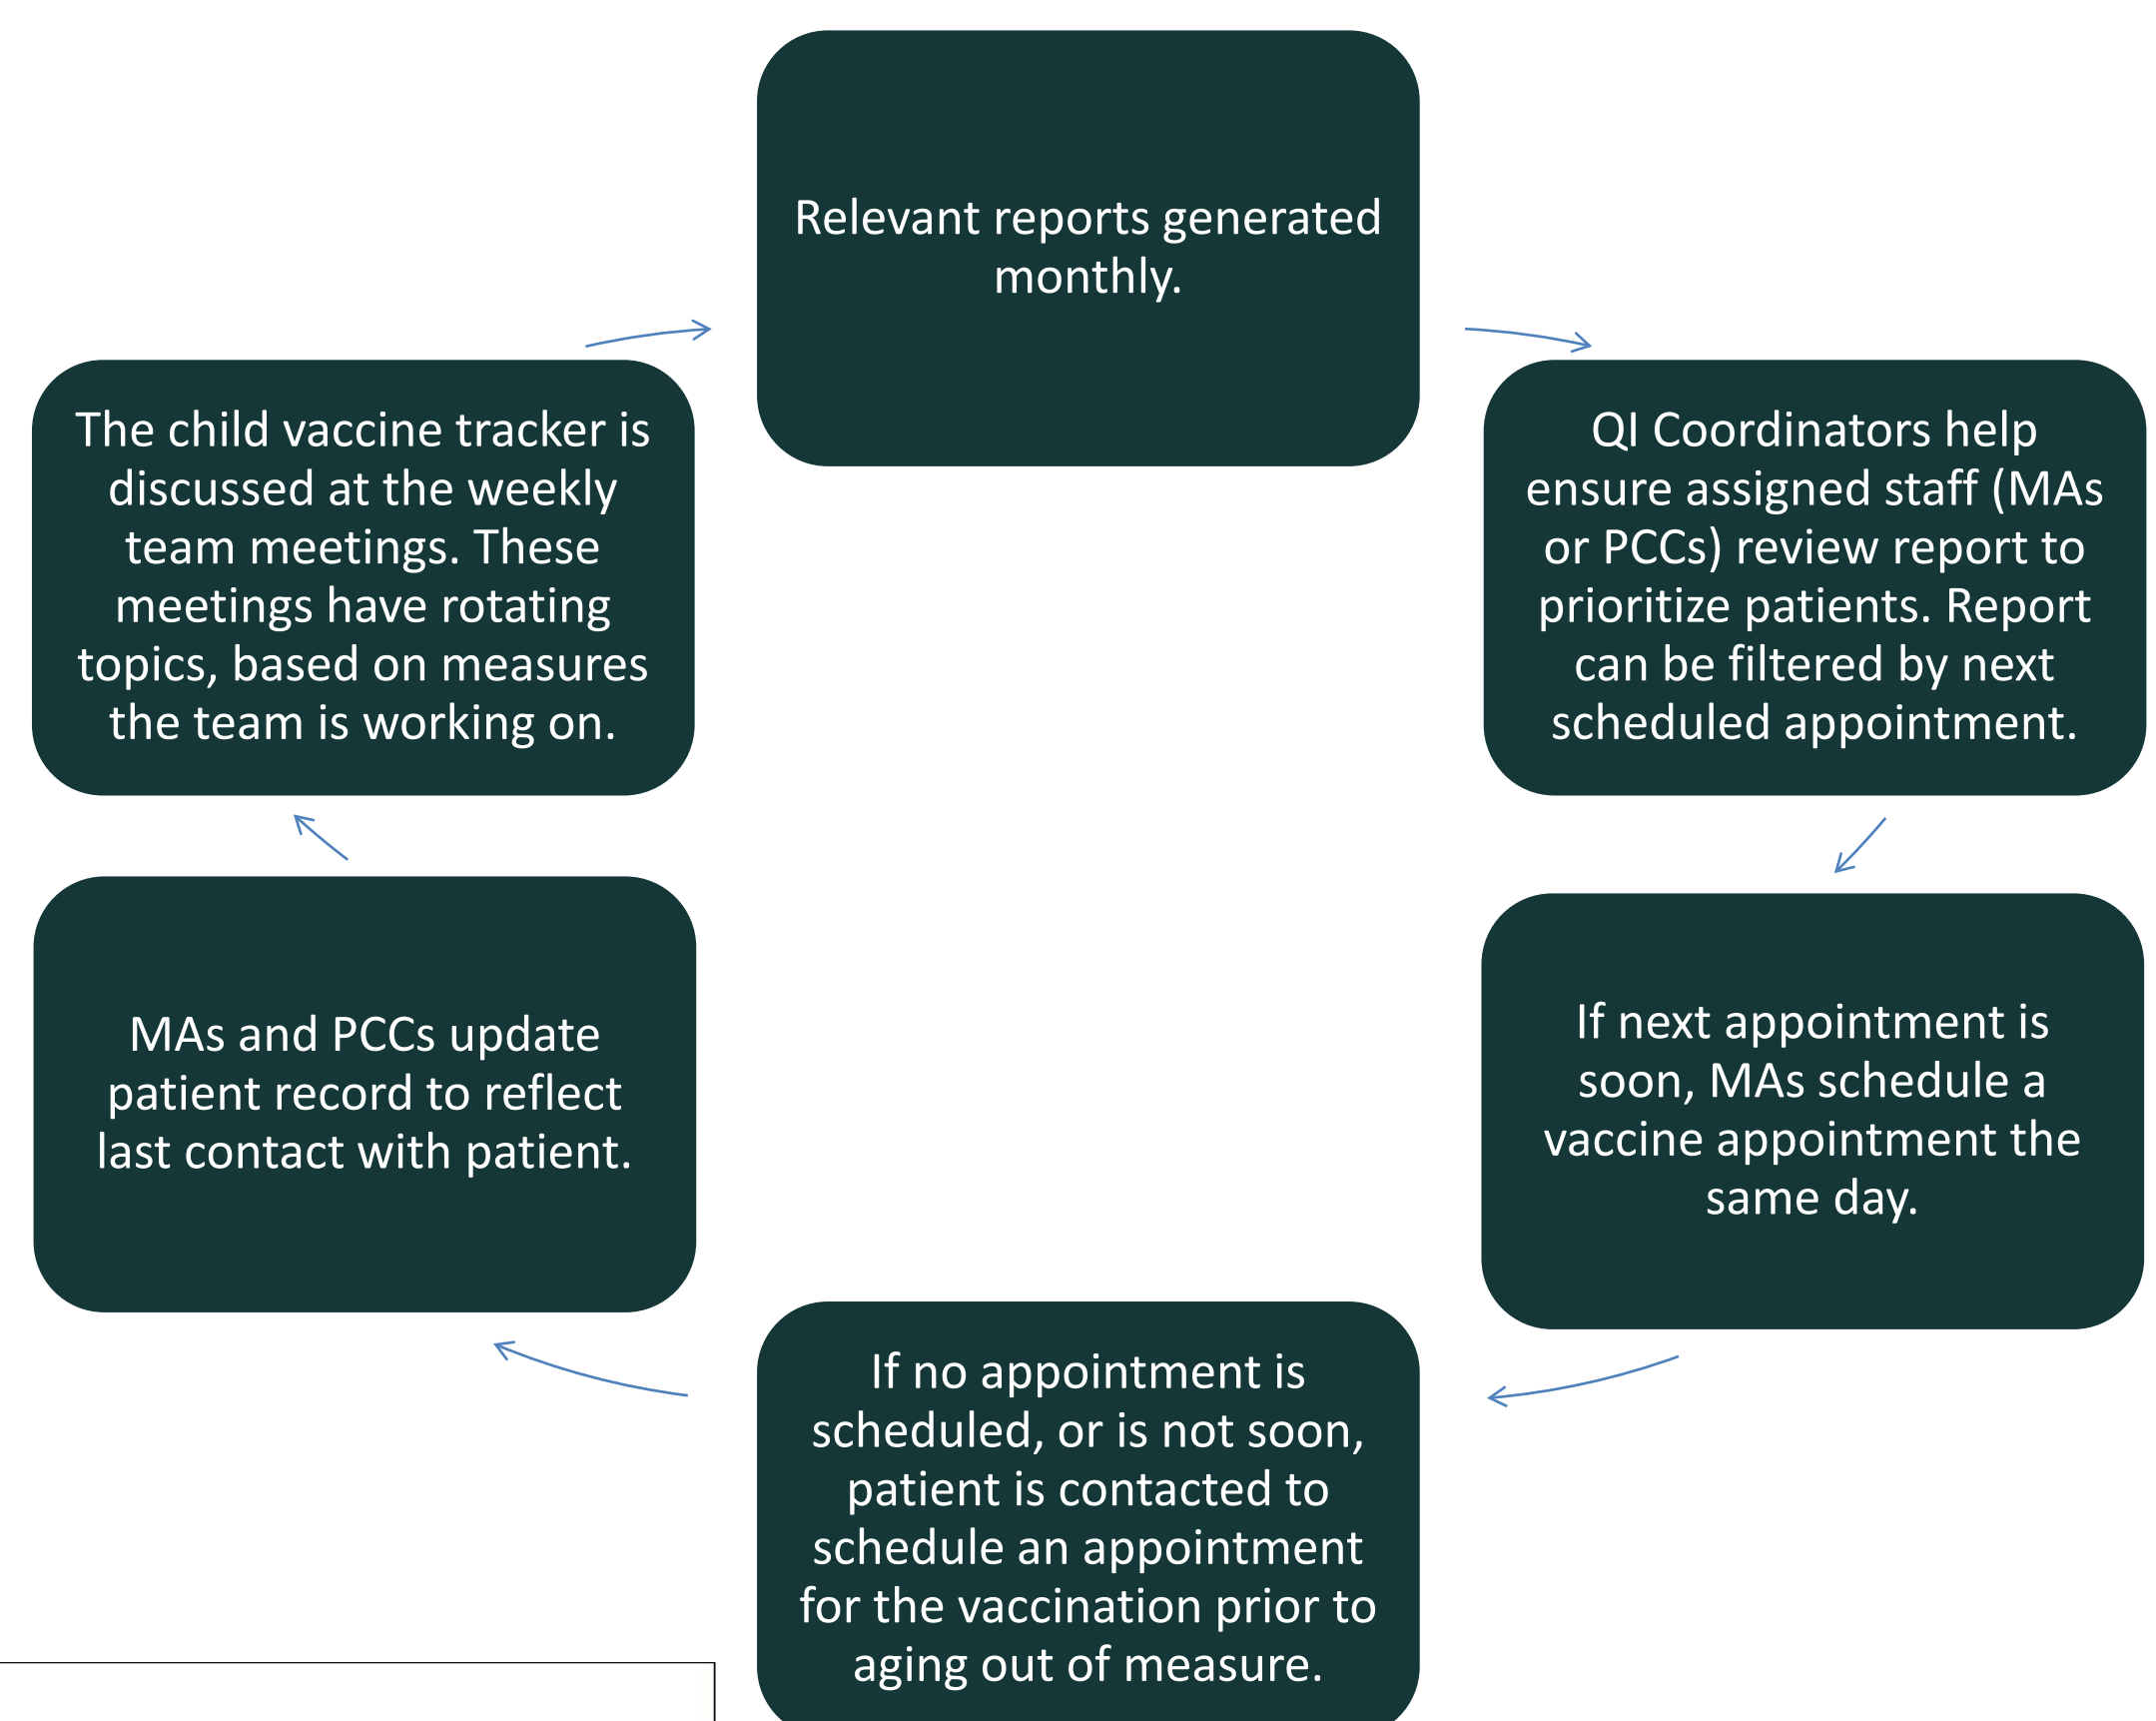 Relevant reports generated
monthly.
QI Coordinators help
ensure assigned staff (MAs
or PCCs) review report to
prioritize patients. Report
can be filtered by next
scheduled appointment.
If next appointment is
soon, MAs schedule a
vaccine appointment the
same day.
If no appointment is
scheduled, or is not soon,
patient is contacted to
schedule an appointment
for the vaccination prior to
aging out of measure.
MAs and PCCs update
patient record to reflect
last contact with patient.
The child vaccine tracker is
discussed at the weekly
team meetings. These
meetings have rotating
topics, based on measures
the team is working on.